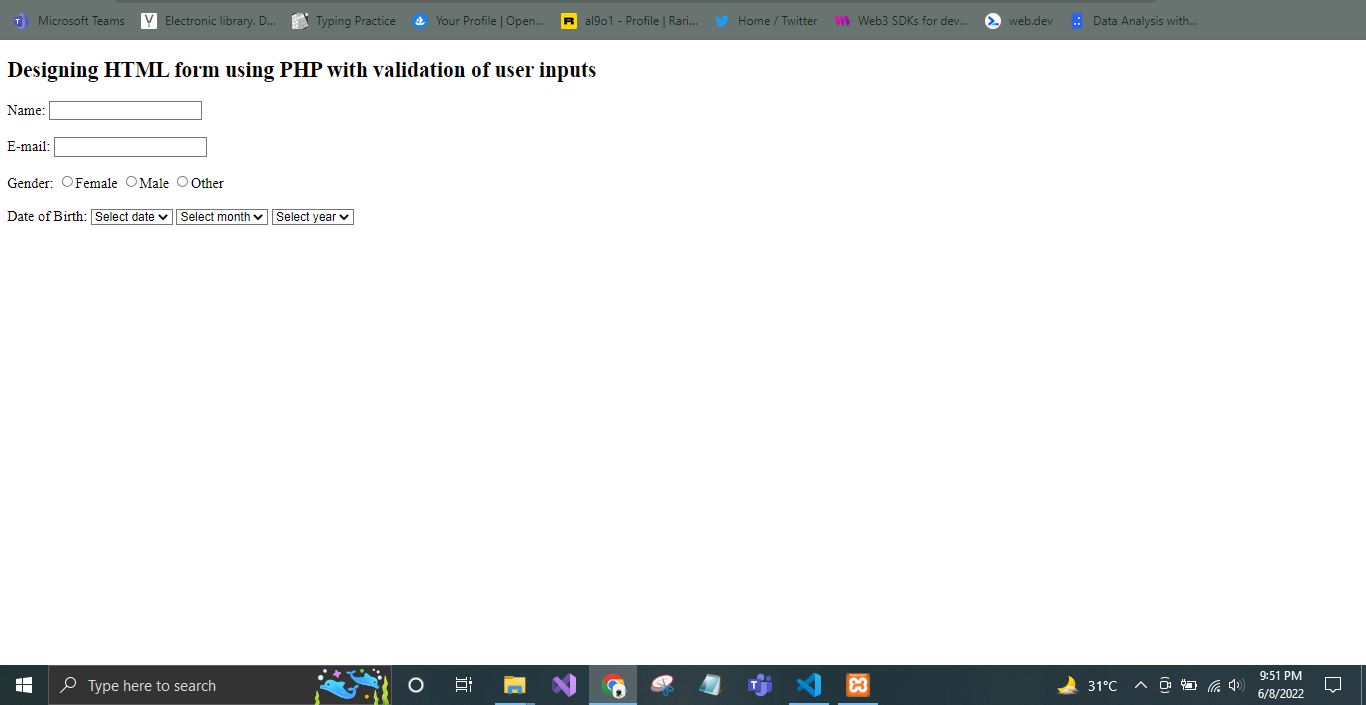 Microsoft Teams Electronic library. D... Typing Practice Your Profile | Open... al9o1 - Profile | Rari... Home / Twitter Web3 SDKs for dev... web.dev Data Analysis with...
Designing HTML form using PHP with validation of user inputs
Name:
E-mail:
Gender: Female Male Other
Date of Birth: Select date Select month Select year
Type here to search 31°C 9:51 PM
6/8/2022